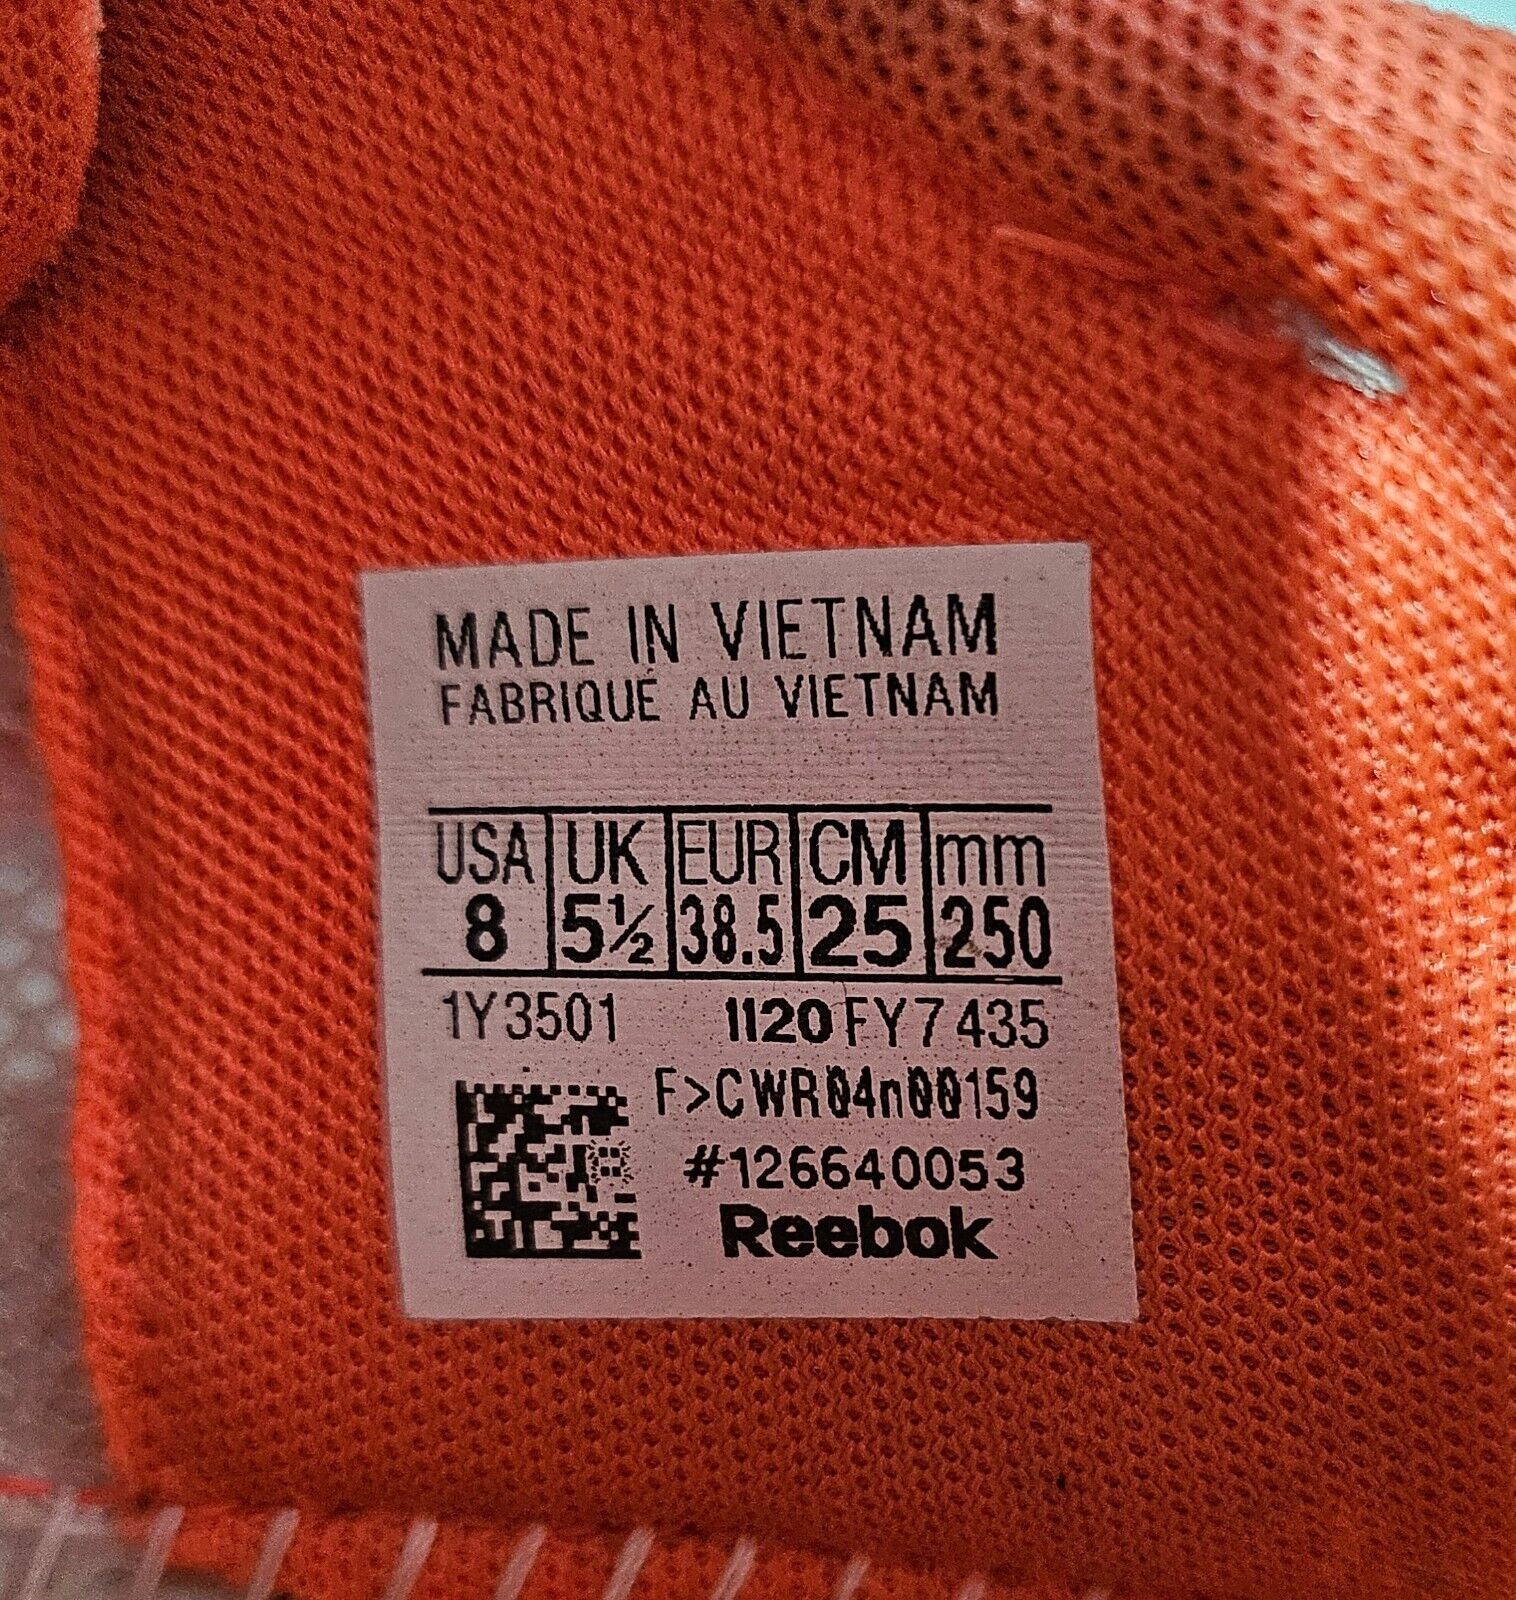 MADE IN VIETNAM
FABRIQUÉ AU VIETNAM
USA UK EUR CM mm
8 5½ 38.5 25 250
1Y3501 1120 FY7435
F>CWR04n00159
#126640053
Reebok